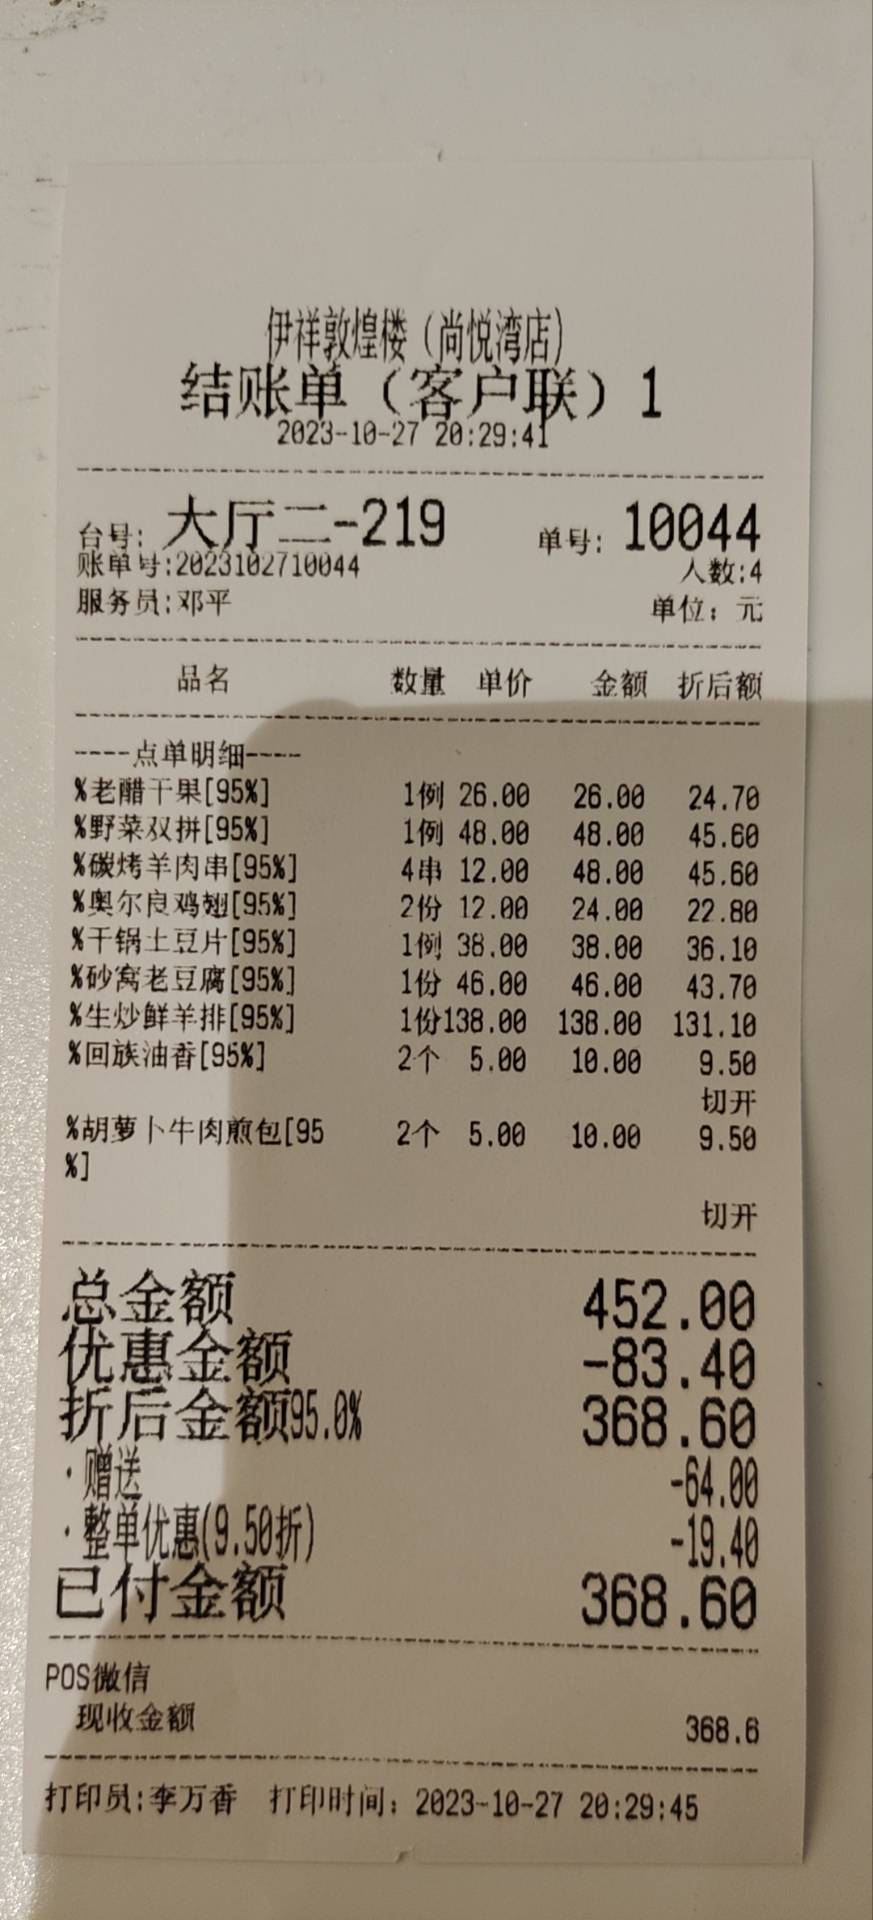 伊祥敦煌楼（尚悦湾店）
结账单（客户联）1
2023-10-27 20:29:41
台号: 大厅二-219 单号: 10044
账单号:2023102710044 人数:4
服务员:邓平 单位: 元
品名 数量 单价 金额 折后额
----点单明细----
%老醋干果[95%] 1例 26.00 26.00 24.70
%野菜双拼[95%] 1例 48.00 48.00 45.60
%碳烤羊肉串[95%] 4串 12.00 48.00 45.60
%奥尔良鸡翅[95%] 2份 12.00 24.00 22.80
%干锅土豆片[95%] 1例 38.00 38.00 36.10
%砂窝老豆腐[95%] 1份 46.00 46.00 43.70
%生炒鲜羊排[95%] 1份138.00 138.00 131.10
%回族油香[95%] 2个 5.00 10.00 9.50
切开
%胡萝卜牛肉煎包[95 2个 5.00 10.00 9.50
%]
切开
总金额 452.00
优惠金额 -83.40
折后金额95.0% 368.60
·赠送 -64.00
·整单优惠(9.50折) -19.40
已付金额 368.60
POS微信
现收金额 368.6
打印员:李万香 打印时间: 2023-10-27 20:29:45